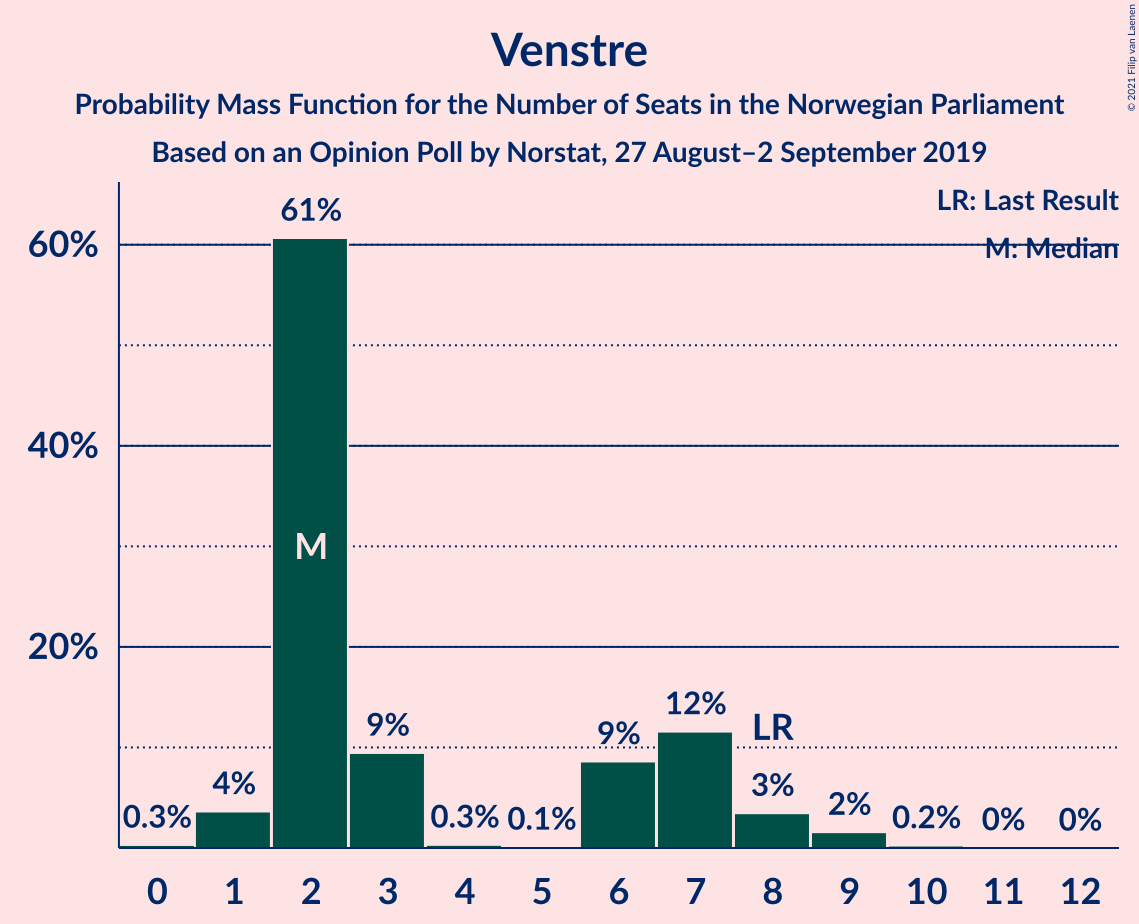 Venstre
Probability Mass Function for the Number of Seats in the Norwegian Parliament
Based on an Opinion Poll by Norstat, 27 August–2 September 2019
© 2021 Filip van Laenen
LR: Last Result
M: Median
60%
40%
20%
0.3%
4%
61%
9%
0.3%
0.1%
9%
12%
3%
2%
0.2%
0%
0%
M
LR
0 1 2 3 4 5 6 7 8 9 10 11 12